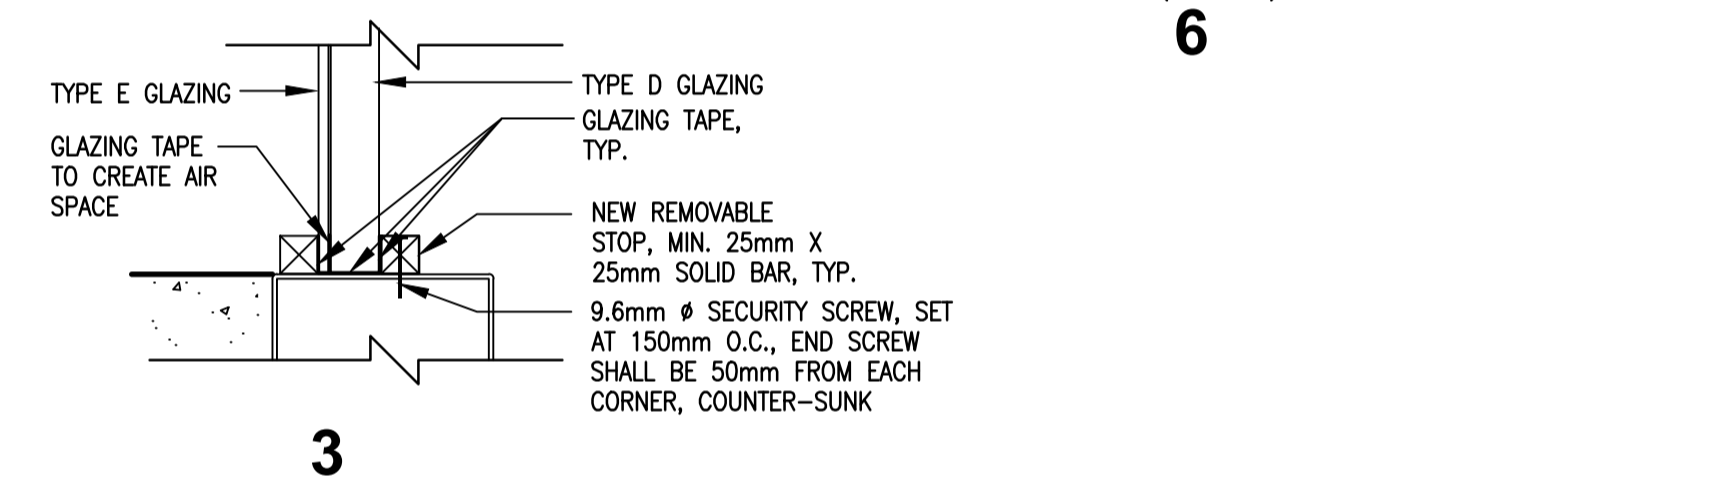 6
TYPE E GLAZING
GLAZING TAPE
TO CREATE AIR
SPACE
TYPE D GLAZING
GLAZING TAPE,
TYP.
NEW REMOVABLE
STOP, MIN. 25mm X
25mm SOLID BAR, TYP.
9.6mm ø SECURITY SCREW, SET
AT 150mm O.C., END SCREW
SHALL BE 50mm FROM EACH
CORNER, COUNTER-SUNK
3